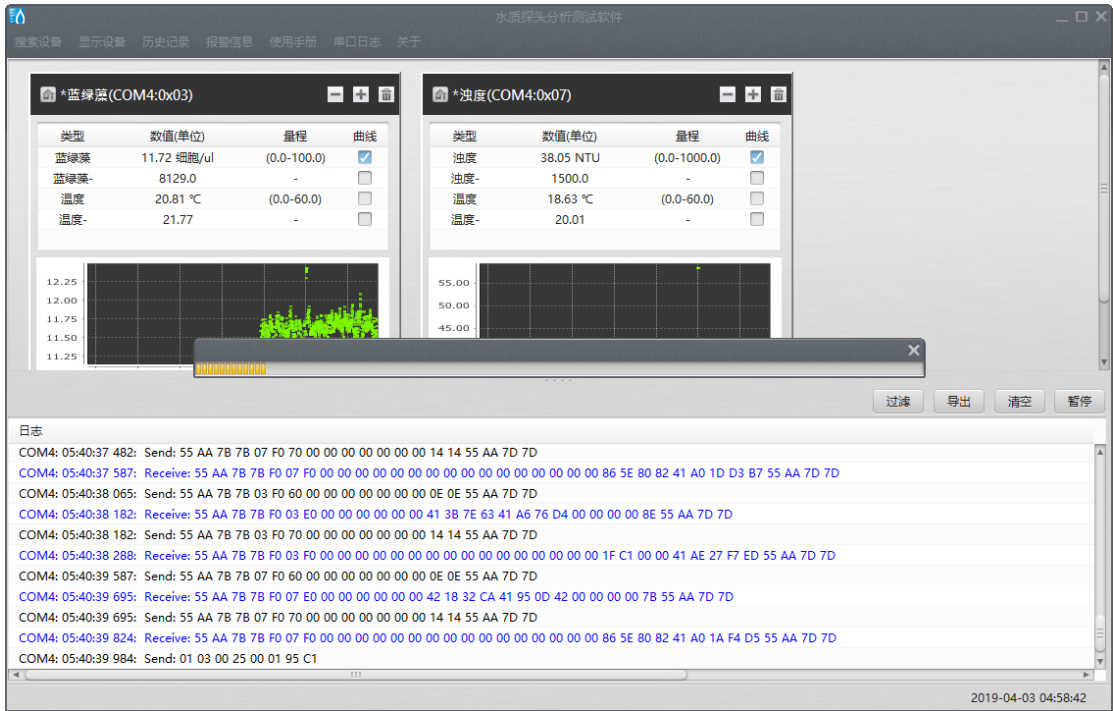 水质探头分析测试软件
搜索设备 显示设备 历史记录 报警信息 使用手册 串口日志 关于
*蓝绿藻(COM4:0x03)
类型 数值(单位) 量程 曲线
蓝绿藻 11.72 细胞/ul (0.0-100.0)
蓝绿藻- 8129.0 -
温度 20.81 ℃ (0.0-60.0)
温度- 21.77 -
12.25
12.00
11.75
11.50
11.25
*浊度(COM4:0x07)
类型 数值(单位) 量程 曲线
浊度 38.05 NTU (0.0-1000.0)
浊度- 1500.0 -
温度 18.63 ℃ (0.0-60.0)
温度- 20.01 -
55.00
50.00
45.00
过滤 导出 清空 暂停
日志
COM4: 05:40:37 482: Send: 55 AA 7B 7B 07 F0 70 00 00 00 00 00 00 00 14 14 55 AA 7D 7D
COM4: 05:40:37 587: Receive: 55 AA 7B 7B F0 07 F0 00 00 00 00 00 00 00 00 00 00 00 00 00 00 00 00 86 5E 80 82 41 A0 1D D3 B7 55 AA 7D 7D
COM4: 05:40:38 065: Send: 55 AA 7B 7B 03 F0 60 00 00 00 00 00 00 00 0E 0E 55 AA 7D 7D
COM4: 05:40:38 182: Receive: 55 AA 7B 7B F0 03 E0 00 00 00 00 00 00 41 3B 7E 63 41 A6 76 D4 00 00 00 00 8E 55 AA 7D 7D
COM4: 05:40:38 182: Send: 55 AA 7B 7B 03 F0 70 00 00 00 00 00 00 00 14 14 55 AA 7D 7D
COM4: 05:40:38 288: Receive: 55 AA 7B 7B F0 03 F0 00 00 00 00 00 00 00 00 00 00 00 00 00 00 00 00 1F C1 00 00 41 AE 27 F7 ED 55 AA 7D 7D
COM4: 05:40:39 587: Send: 55 AA 7B 7B 07 F0 60 00 00 00 00 00 00 00 0E 0E 55 AA 7D 7D
COM4: 05:40:39 695: Receive: 55 AA 7B 7B F0 07 E0 00 00 00 00 00 00 42 18 32 CA 41 95 0D 42 00 00 00 00 7B 55 AA 7D 7D
COM4: 05:40:39 695: Send: 55 AA 7B 7B 07 F0 70 00 00 00 00 00 00 00 14 14 55 AA 7D 7D
COM4: 05:40:39 824: Receive: 55 AA 7B 7B F0 07 F0 00 00 00 00 00 00 00 00 00 00 00 00 00 00 00 00 86 5E 80 82 41 A0 1A F4 D5 55 AA 7D 7D
COM4: 05:40:39 984: Send: 01 03 00 25 00 01 95 C1
2019-04-03 04:58:42